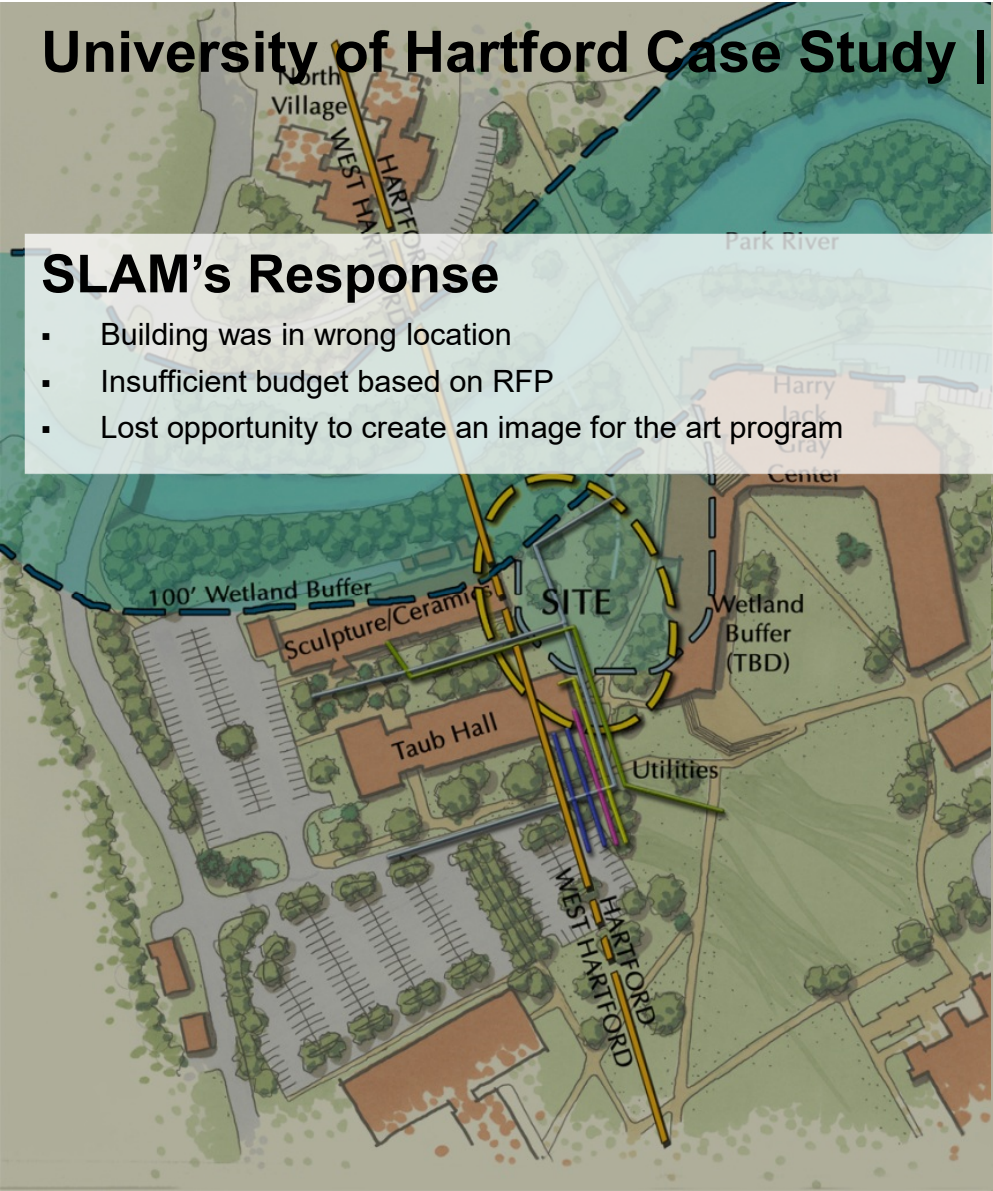 University of Hartford Case Study |
North
Village
WEST HARTFORD
HARTFORD
Park River
SLAM’s Response
▪ Building was in wrong location
▪ Insufficient budget based on RFP
▪ Lost opportunity to create an image for the art program
Harry
Jack
Gray
Center
100' Wetland Buffer
Sculpture/Ceramics
SITE
Wetland
Buffer
(TBD)
Taub Hall
Utilities
WEST HARTFORD
HARTFORD